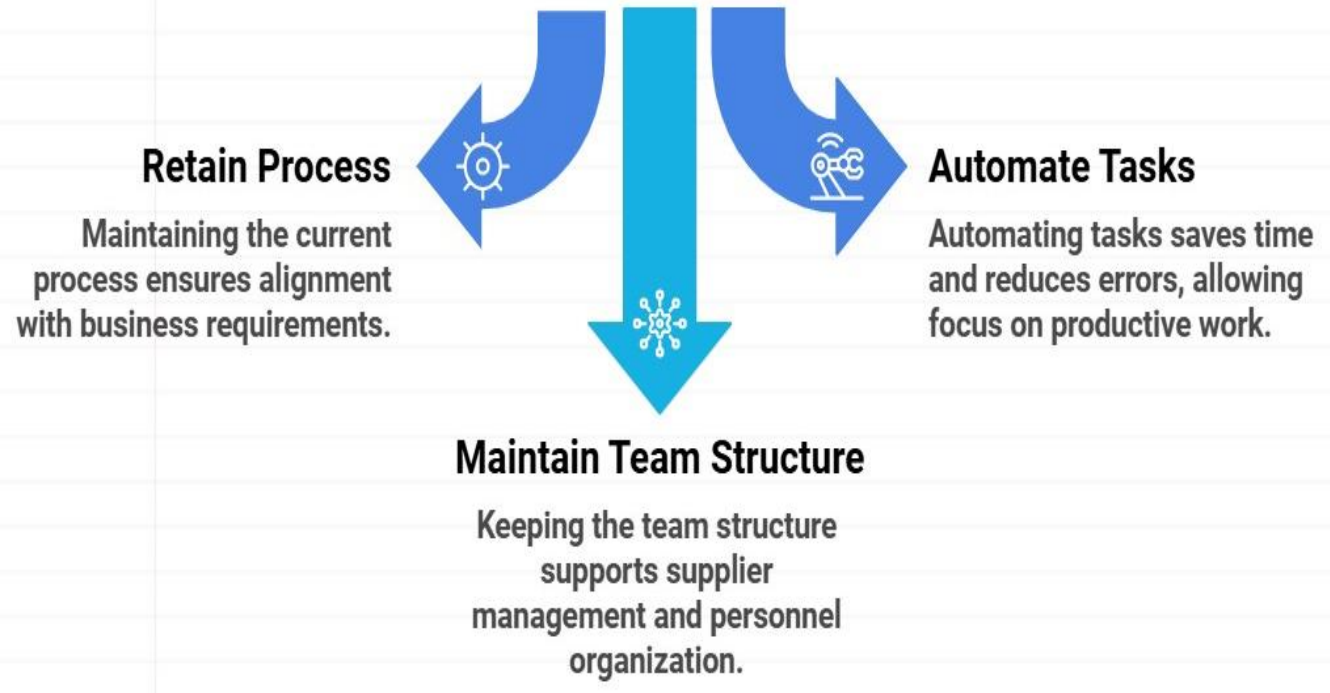 Retain Process
Maintaining the current
process ensures alignment
with business requirements.
Automate Tasks
Automating tasks saves time
and reduces errors, allowing
focus on productive work.
Maintain Team Structure
Keeping the team structure
supports supplier
management and personnel
organization.